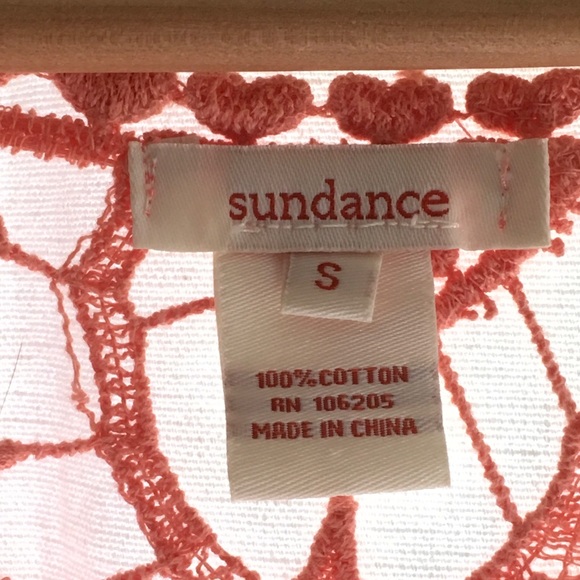 sundance
S
100% COTTON
RN 106205
MADE IN CHINA